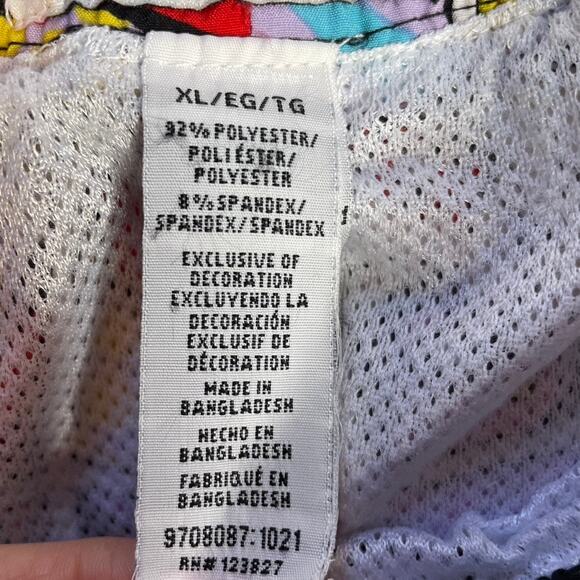 XL/EG/TG
92% POLYESTER/
POLIÉSTER/
POLYESTER
8% SPANDEX/
SPANDEX/SPANDEX
EXCLUSIVE OF
DECORATION
EXCLUYENDO LA
DECORACIÓN
EXCLUSIF DE
DÉCORATION
MADE IN
BANGLADESH
HECHO EN
BANGLADESH
FABRIQUÉ EN
BANGLADESH
9708087:1021
RN# 123827